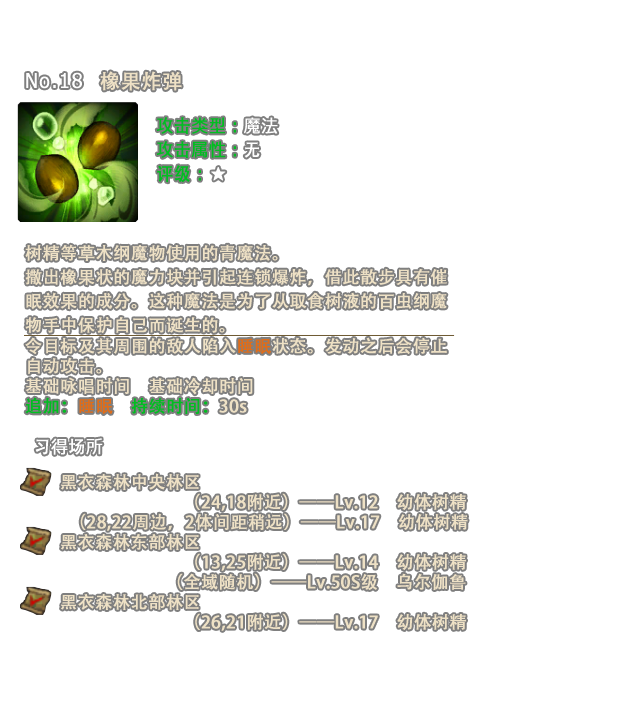 No.18 橡果炸弹
攻击类型：魔法
攻击属性：无
评级：☆
树精等草木纲魔物使用的青魔法。
撒出橡果状的魔力块并引起连锁爆炸，借此散步具有催
眠效果的成分。这种魔法是为了从取食树液的百虫纲魔
物手中保护自己而诞生的。
令目标及其周围的敌人陷入睡眠状态。发动之后会停止
自动攻击。
基础咏唱时间 基础冷却时间
追加：睡眠 持续时间：30s
习得场所
黑衣森林中央林区
（24,18附近）——Lv.12 幼体树精
（28,22周边，2体间距稍远）——Lv.17 幼体树精
黑衣森林东部林区
（13,25附近）——Lv.14 幼体树精
（全域随机）——Lv.50S级 乌尔伽鲁
黑衣森林北部林区
（26,21附近）——Lv.17 幼体树精